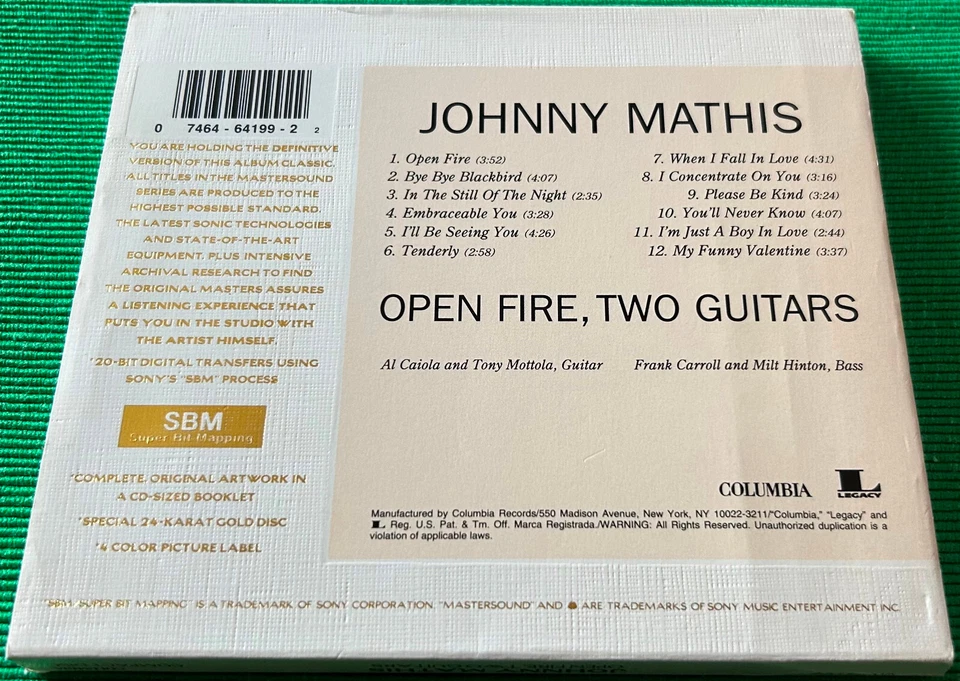 0 7464 - 64199 - 2 2
YOU ARE HOLDING THE DEFINITIVE
VERSION OF THIS ALBUM CLASSIC.
ALL TITLES IN THE MASTERSOUND
SERIES ARE PRODUCED TO THE
HIGHEST POSSIBLE STANDARD.
THE LATEST SONIC TECHNOLOGIES
AND STATE-OF-THE-ART
EQUIPMENT, PLUS INTENSIVE
ARCHIVAL RESEARCH TO FIND
THE ORIGINAL MASTERS ASSURES
A LISTENING EXPERIENCE THAT
PUTS YOU IN THE STUDIO WITH
THE ARTIST HIMSELF.
*20-BIT DIGITAL TRANSFERS USING
SONY'S "SBM" PROCESS
SBM
Super Bit Mapping
*COMPLETE, ORIGINAL ARTWORK IN
A CD-SIZED BOOKLET
*SPECIAL 24-KARAT GOLD DISC
*4 COLOR PICTURE LABEL
JOHNNY MATHIS
1. Open Fire (3:52)
2. Bye Bye Blackbird (4:07)
3. In The Still Of The Night (2:35)
4. Embraceable You (3:28)
5. I'll Be Seeing You (4:26)
6. Tenderly (2:58)
7. When I Fall In Love (4:31)
8. I Concentrate On You (3:16)
9. Please Be Kind (3:24)
10. You'll Never Know (4:07)
11. I'm Just A Boy In Love (2:44)
12. My Funny Valentine (3:37)
OPEN FIRE, TWO GUITARS
Al Caiola and Tony Mottola, Guitar
Frank Carroll and Milt Hinton, Bass
COLUMBIA
L
LEGACY
Manufactured by Columbia Records/550 Madison Avenue, New York, NY 10022-3211/"Columbia," "Legacy" and
L Reg. U.S. Pat. & Tm. Off. Marca Registrada./WARNING: All Rights Reserved. Unauthorized duplication is a
violation of applicable laws.
"SBM/SUPER BIT MAPPING" IS A TRADEMARK OF SONY CORPORATION. "MASTERSOUND" AND ARE TRADEMARKS OF SONY MUSIC ENTERTAINMENT INC.
JOHNNY MATHIS
OPEN FIRE, TWO GUITARS